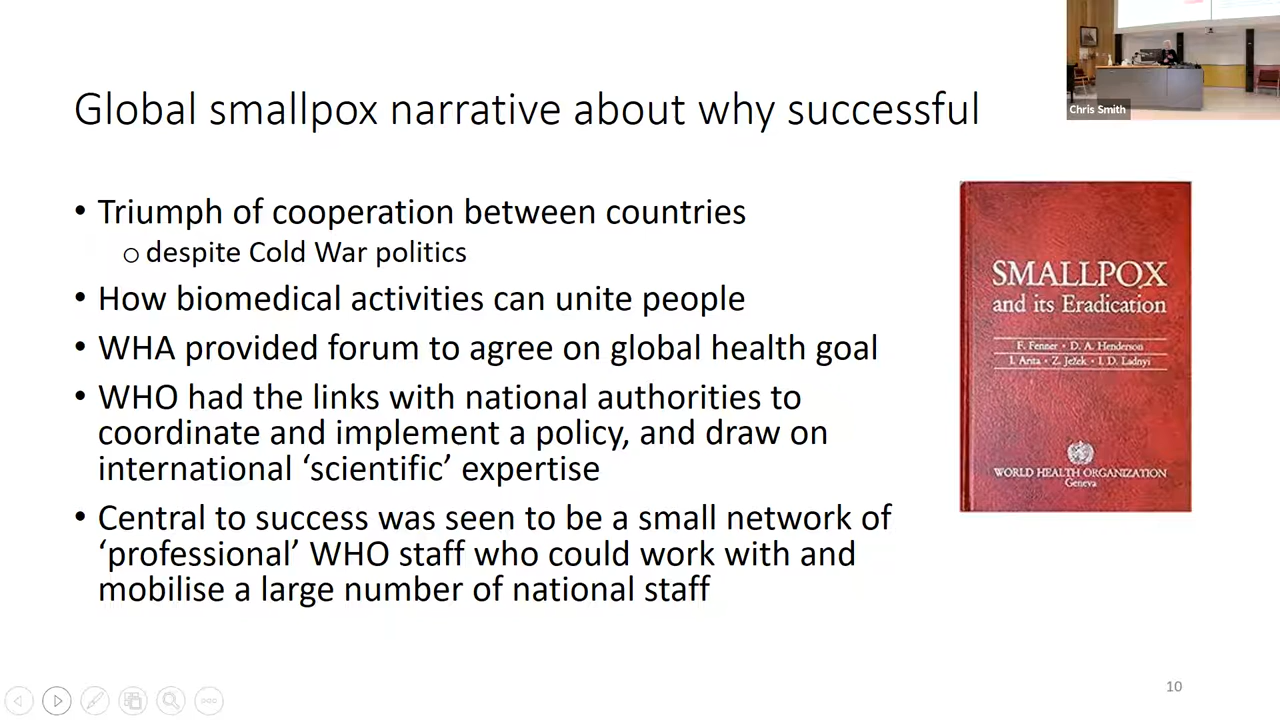 Global smallpox narrative about why successful
Chris Smith
• Triumph of cooperation between countries
o despite Cold War politics
• How biomedical activities can unite people
• WHA provided forum to agree on global health goal
• WHO had the links with national authorities to
coordinate and implement a policy, and draw on
international ‘scientific’ expertise
• Central to success was seen to be a small network of
‘professional’ WHO staff who could work with and
mobilise a large number of national staff
SMALLPOX
and its Eradication
F. Fenner • D. A. Henderson
I. Arita • Z. Ježek • I. D. Ladnyi
WORLD HEALTH ORGANIZATION
Geneva
10